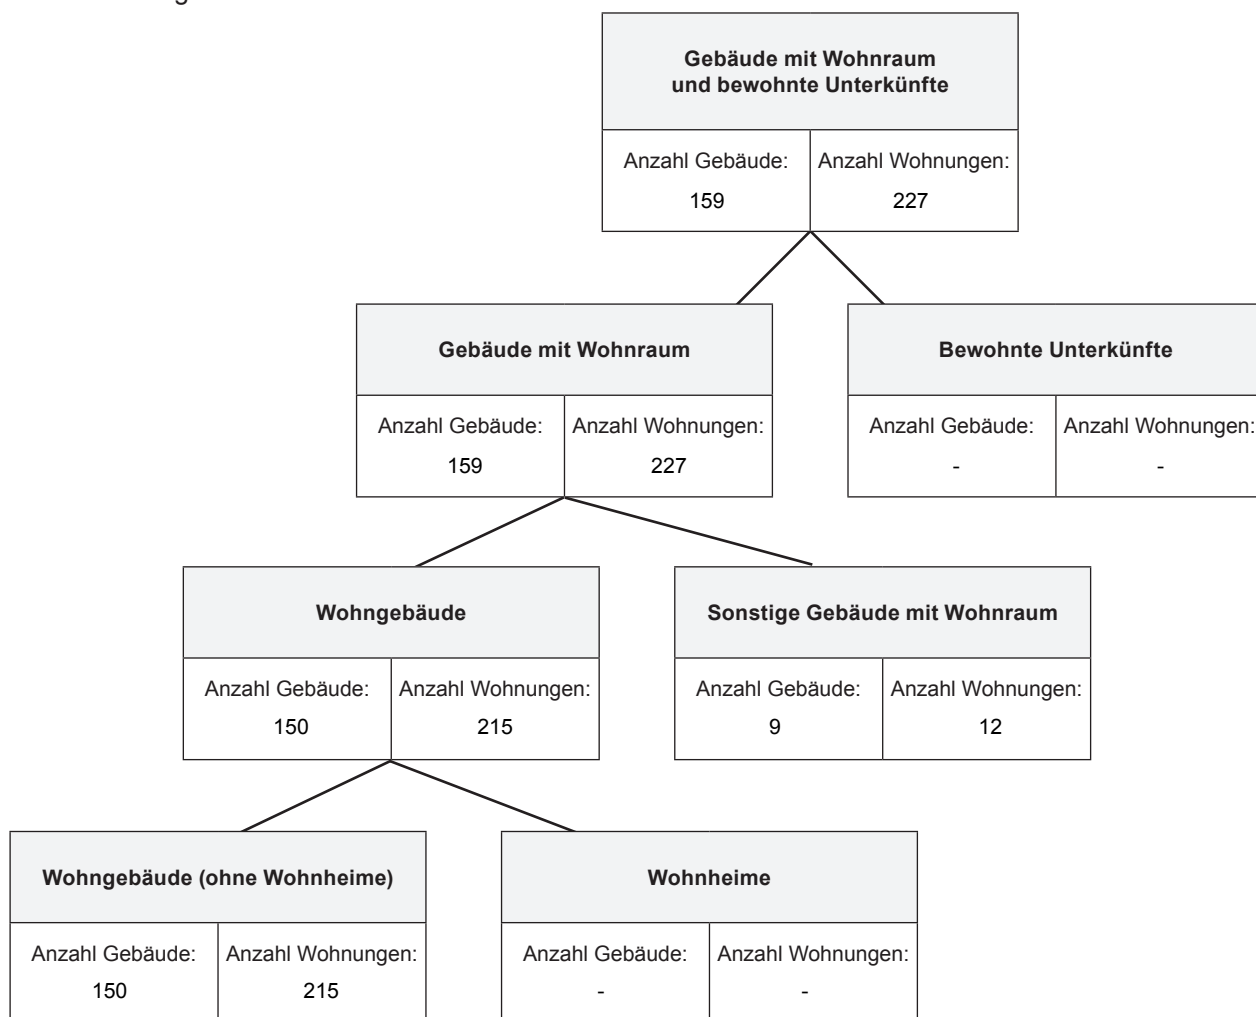 Gebäude mit Wohnraum
und bewohnte Unterkünfte
Anzahl Gebäude: Anzahl Wohnungen:
159 227
Gebäude mit Wohnraum
Anzahl Gebäude: Anzahl Wohnungen:
159 227
Bewohnte Unterkünfte
Anzahl Gebäude: Anzahl Wohnungen:
- -
Wohngebäude
Anzahl Gebäude: Anzahl Wohnungen:
150 215
Sonstige Gebäude mit Wohnraum
Anzahl Gebäude: Anzahl Wohnungen:
9 12
Wohngebäude (ohne Wohnheime)
Anzahl Gebäude: Anzahl Wohnungen:
150 215
Wohnheime
Anzahl Gebäude: Anzahl Wohnungen:
- -